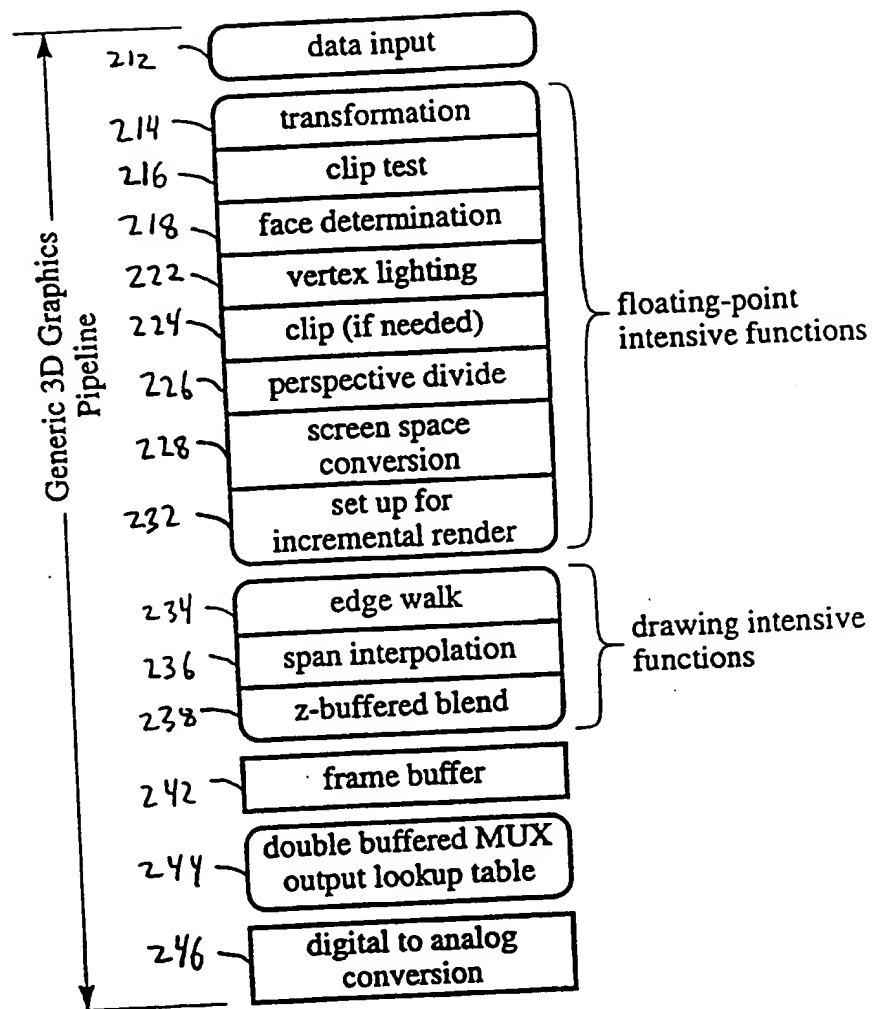 212 data input
214 transformation
216 clip test
218 face determination
222 vertex lighting
224 clip (if needed)
226 perspective divide
228 screen space
conversion
232 set up for
incremental render
floating-point
intensive functions
234 edge walk
236 span interpolation
238 z-buffered blend
drawing intensive
functions
242 frame buffer
244 double buffered MUX
output lookup table
246 digital to analog
conversion
Generic 3D Graphics
Pipeline